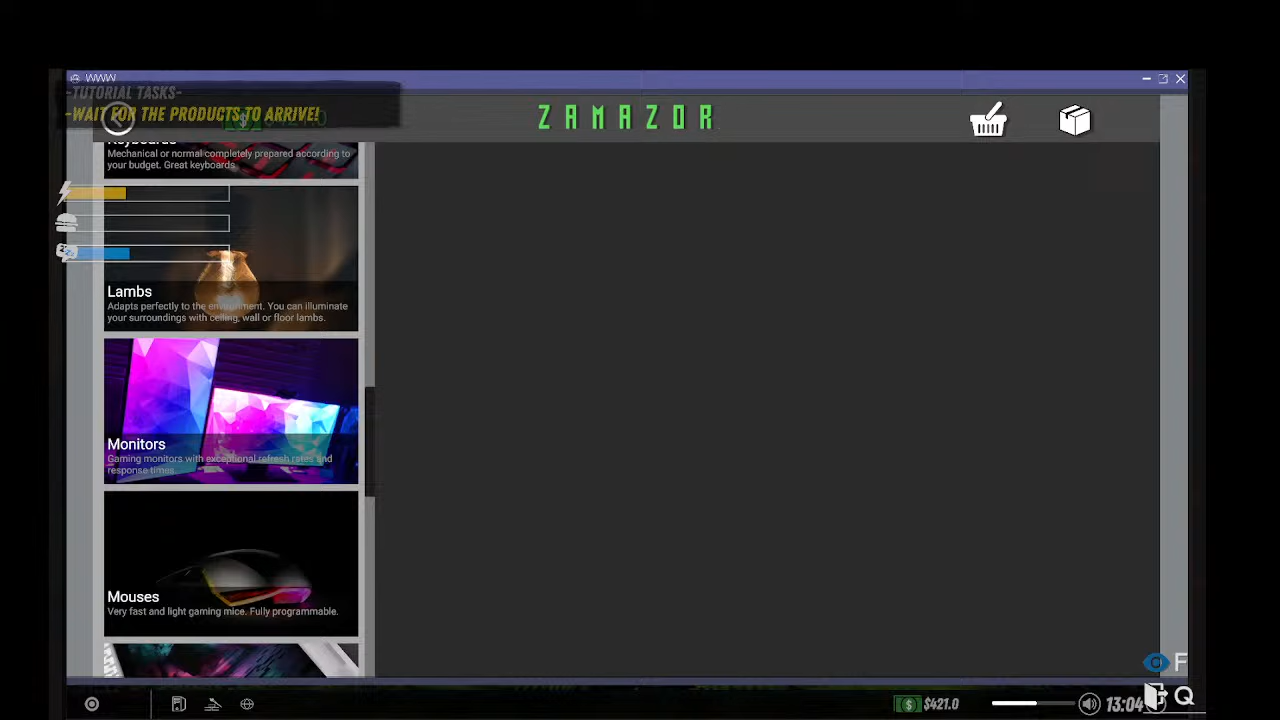 WWW
-TUTORIAL TASKS-
-WAIT FOR THE PRODUCTS TO ARRIVE!
ZAMAZOR
Keyboards
Mechanical or normal completely prepared according to
your budget. Great keyboards.
Lambs
Adapts perfectly to the environment. You can illuminate
your surroundings with ceiling, wall or floor lambs.
Monitors
Gaming monitors with exceptional refresh rates and
response times.
Mouses
Very fast and light gaming mice. Fully programmable.
F
$421.0
13:04
Q